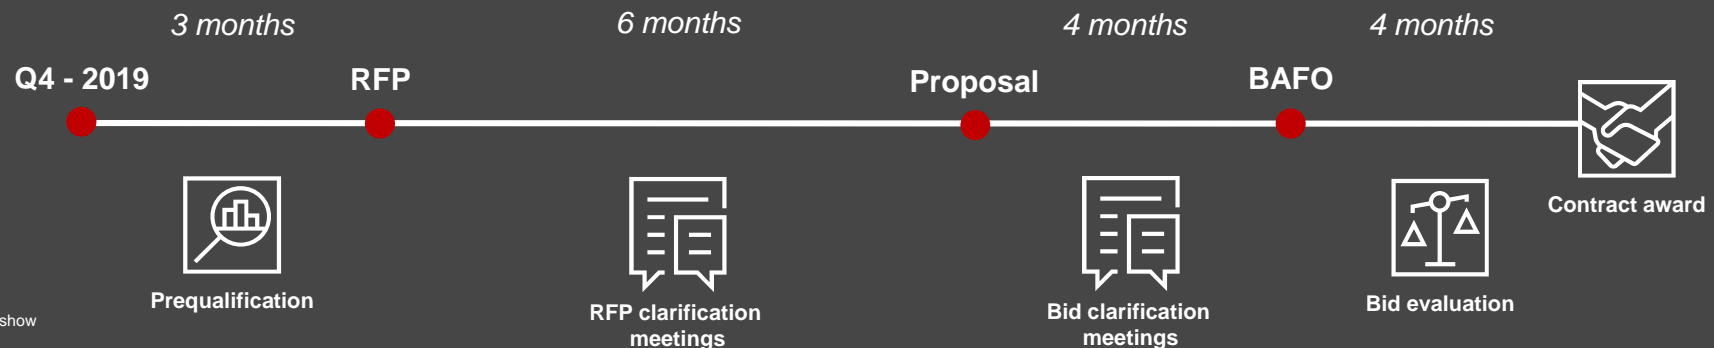 3 months
6 months
4 months
4 months
Q4 - 2019
RFP
Proposal
BAFO
Contract award
Prequalification
RFP clarification
meetings
Bid clarification
meetings
Bid evaluation
show